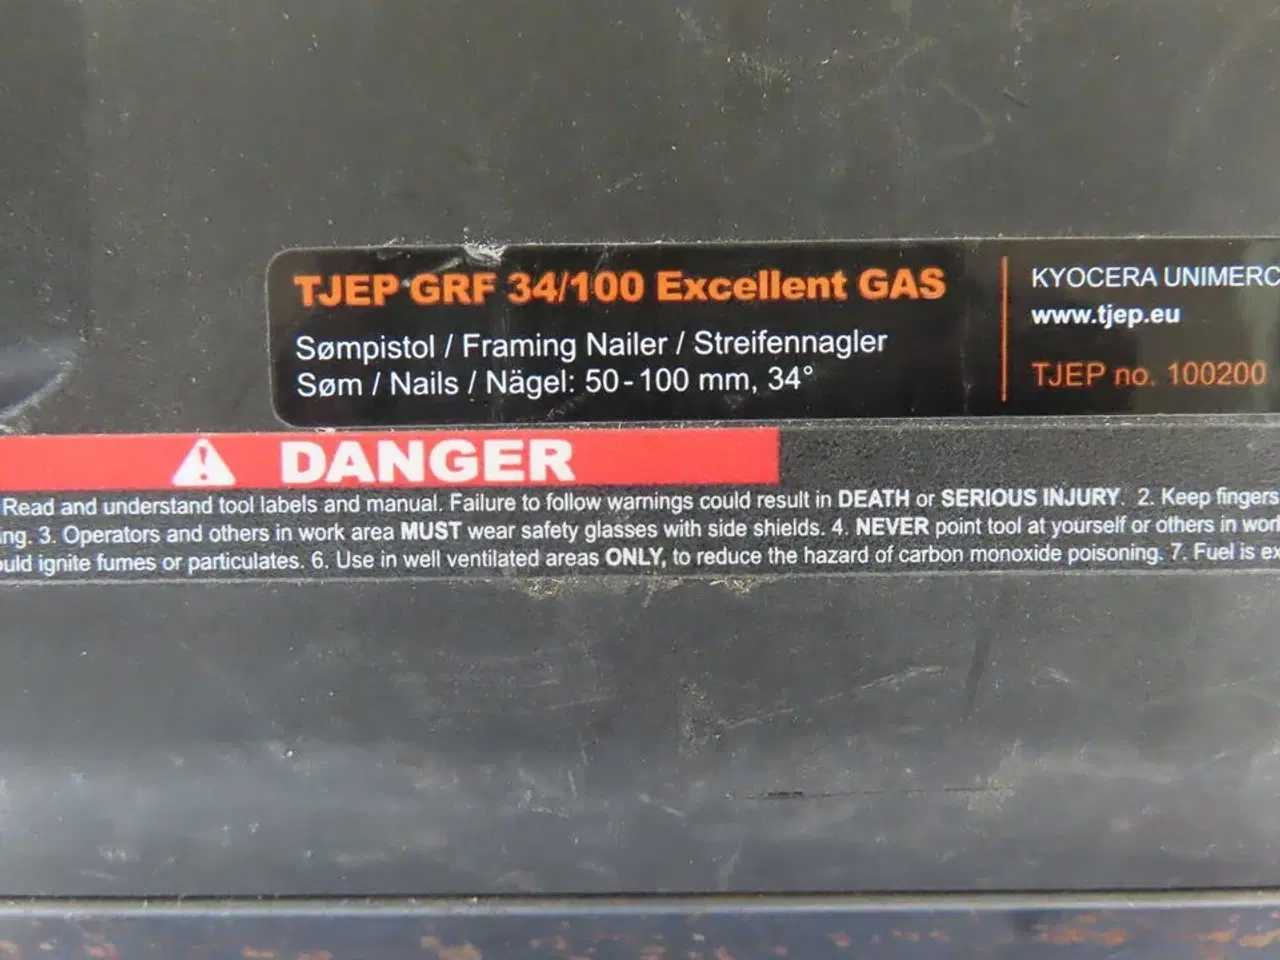 TJEP GRF 34/100 Excellent GAS
Sømpistol / Framing Nailer / Streifennagler
Søm / Nails / Nägel: 50-100 mm, 34°
KYOCERA UNIMERC
www.tjep.eu
TJEP no. 100200
DANGER
Read and understand tool labels and manual. Failure to follow warnings could result in DEATH or SERIOUS INJURY. 2. Keep fingers
ng. 3. Operators and others in work area MUST wear safety glasses with side shields. 4. NEVER point tool at yourself or others in work
uld ignite fumes or particulates. 6. Use in well ventilated areas ONLY, to reduce the hazard of carbon monoxide poisoning. 7. Fuel is ex